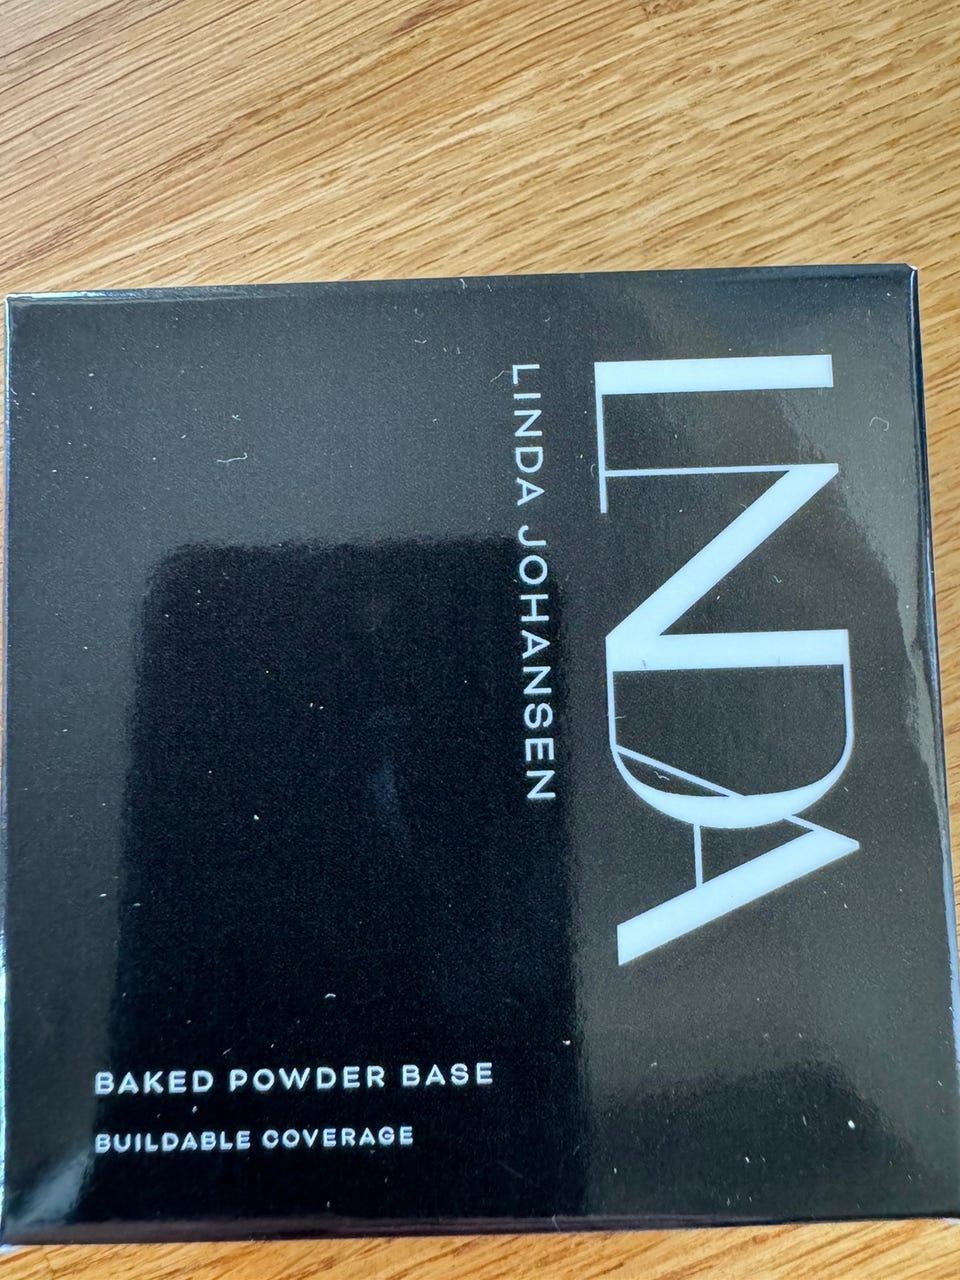 LNDA
LINDA JOHANSEN
BAKED POWDER BASE
BUILDABLE COVERAGE